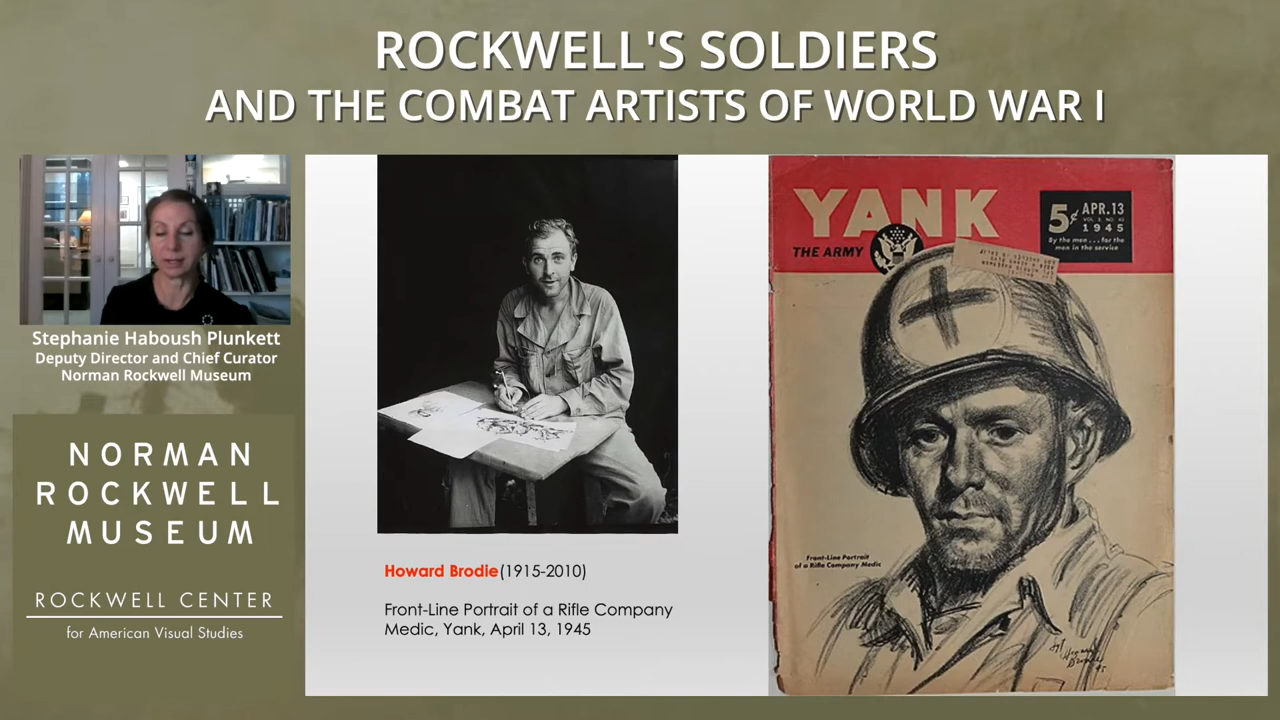 ROCKWELL'S SOLDIERS
AND THE COMBAT ARTISTS OF WORLD WAR I
Stephanie Haboush Plunkett
Deputy Director and Chief Curator
Norman Rockwell Museum
NORMAN
ROCKWELL
MUSEUM
ROCKWELL CENTER
for American Visual Studies
Howard Brodie(1915-2010)
Front-Line Portrait of a Rifle Company
Medic, Yank, April 13, 1945
YANK
THE ARMY
5¢ APR.13
1945
By the men . . . for the
men in the service
Front-Line Portrait
of a Rifle Company Medic
Howard
Brodie
45